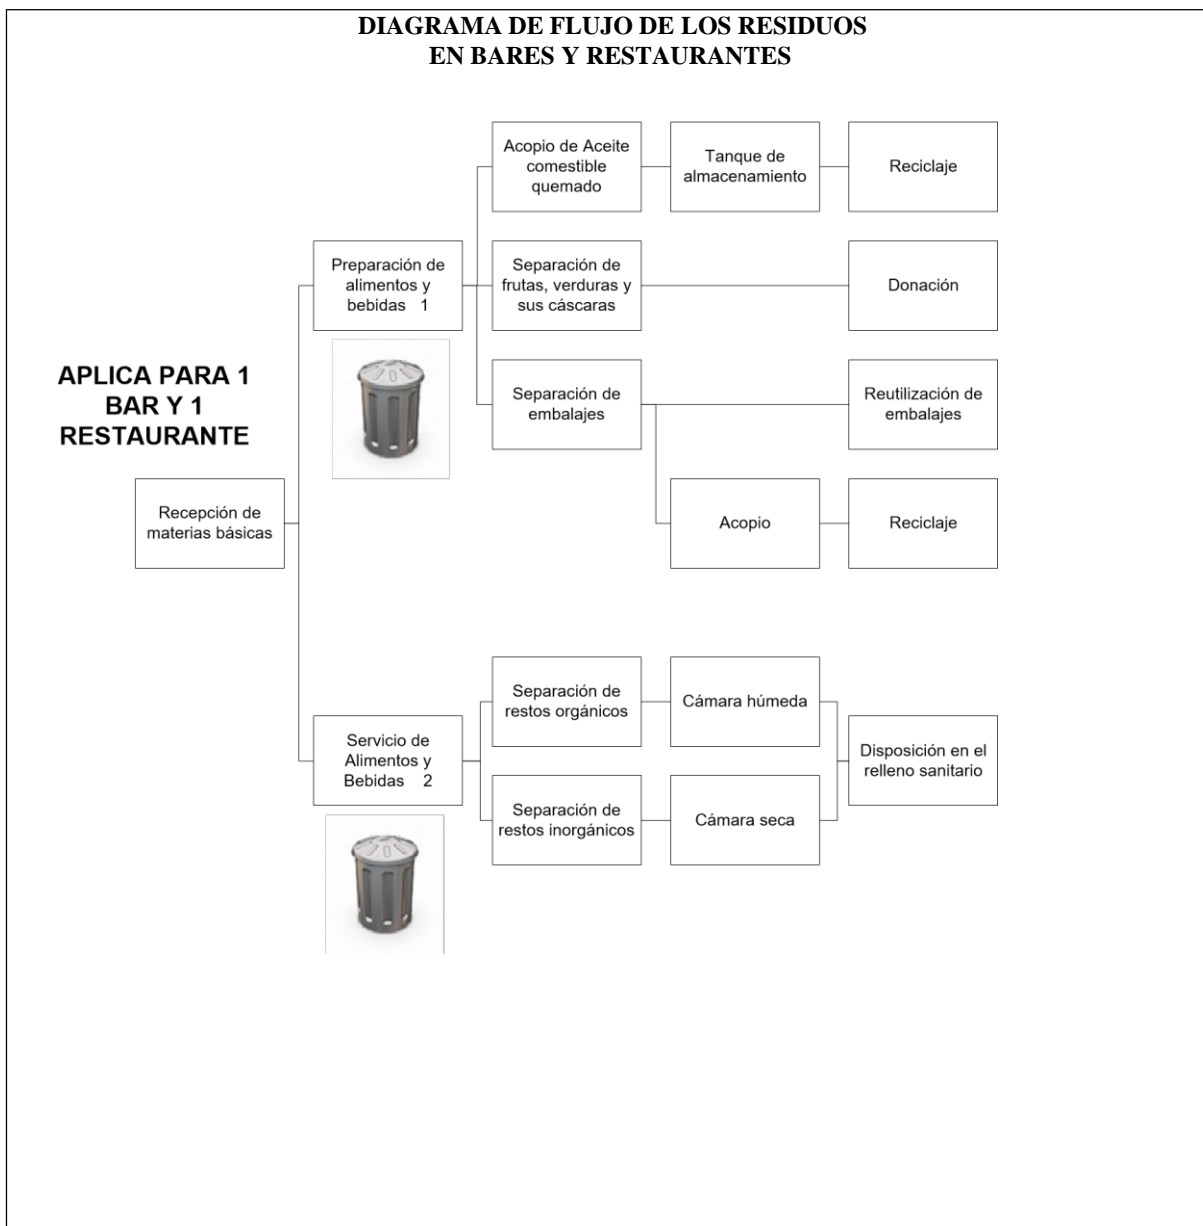 DIAGRAMA DE FLUJO DE LOS RESIDUOS
EN BARES Y RESTAURANTES
Acopio de Aceite
comestible
quemado
Tanque de
almacenamiento
Reciclaje
Preparación de
alimentos y
bebidas 1
Separación de
frutas, verduras y
sus cáscaras
Donación
APLICA PARA 1
BAR Y 1
RESTAURANTE
Separación de
embalajes
Reutilización de
embalajes
Recepción de
materias básicas
Acopio
Reciclaje
Separación de
restos orgánicos
Cámara húmeda
Servicio de
Alimentos y
Bebidas 2
Disposición en el
relleno sanitario
Separación de
restos inorgánicos
Cámara seca